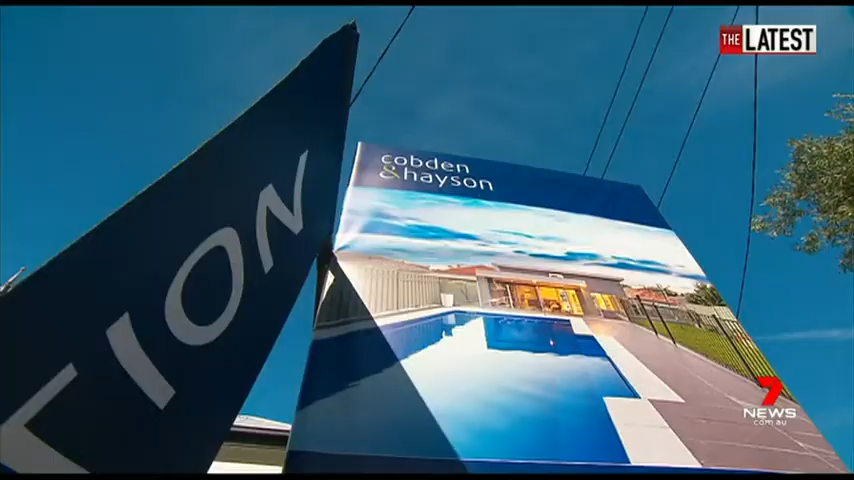 THE LATEST
cobden
&hayson
TION
7
NEWS
com.au